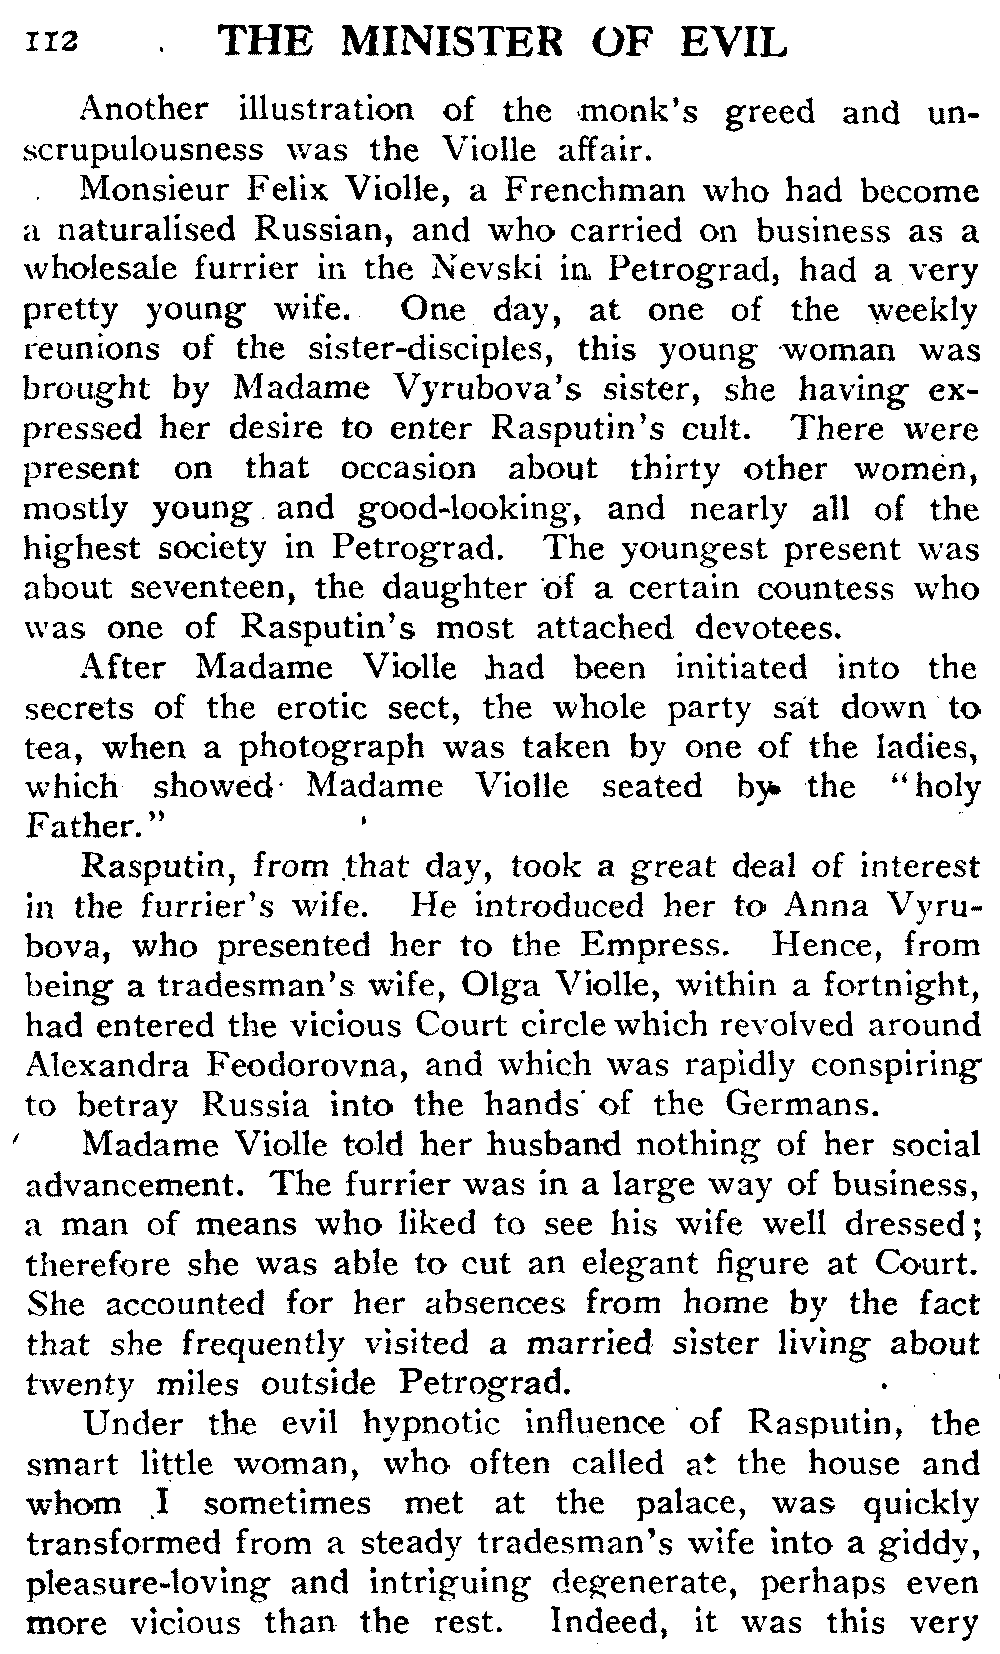 112 THE MINISTER OF EVIL
Another illustration of the monk's greed and un-
scrupulousness was the Violle affair.
Monsieur Felix Violle, a Frenchman who had become
a naturalised Russian, and who carried on business as a
wholesale furrier in the Nevski in Petrograd, had a very
pretty young wife. One day, at one of the weekly
reunions of the sister-disciples, this young woman was
brought by Madame Vyrubova's sister, she having ex-
pressed her desire to enter Rasputin's cult. There were
present on that occasion about thirty other women,
mostly young and good-looking, and nearly all of the
highest society in Petrograd. The youngest present was
about seventeen, the daughter of a certain countess who
was one of Rasputin's most attached devotees.
After Madame Violle had been initiated into the
secrets of the erotic sect, the whole party sat down to
tea, when a photograph was taken by one of the ladies,
which showed Madame Violle seated by the "holy
Father."
Rasputin, from that day, took a great deal of interest
in the furrier's wife. He introduced her to Anna Vyru-
bova, who presented her to the Empress. Hence, from
being a tradesman's wife, Olga Violle, within a fortnight,
had entered the vicious Court circle which revolved around
Alexandra Feodorovna, and which was rapidly conspiring
to betray Russia into the hands of the Germans.
Madame Violle told her husband nothing of her social
advancement. The furrier was in a large way of business,
a man of means who liked to see his wife well dressed;
therefore she was able to cut an elegant figure at Court.
She accounted for her absences from home by the fact
that she frequently visited a married sister living about
twenty miles outside Petrograd.
Under the evil hypnotic influence of Rasputin, the
smart little woman, who often called at the house and
whom I sometimes met at the palace, was quickly
transformed from a steady tradesman's wife into a giddy,
pleasure-loving and intriguing degenerate, perhaps even
more vicious than the rest. Indeed, it was this very